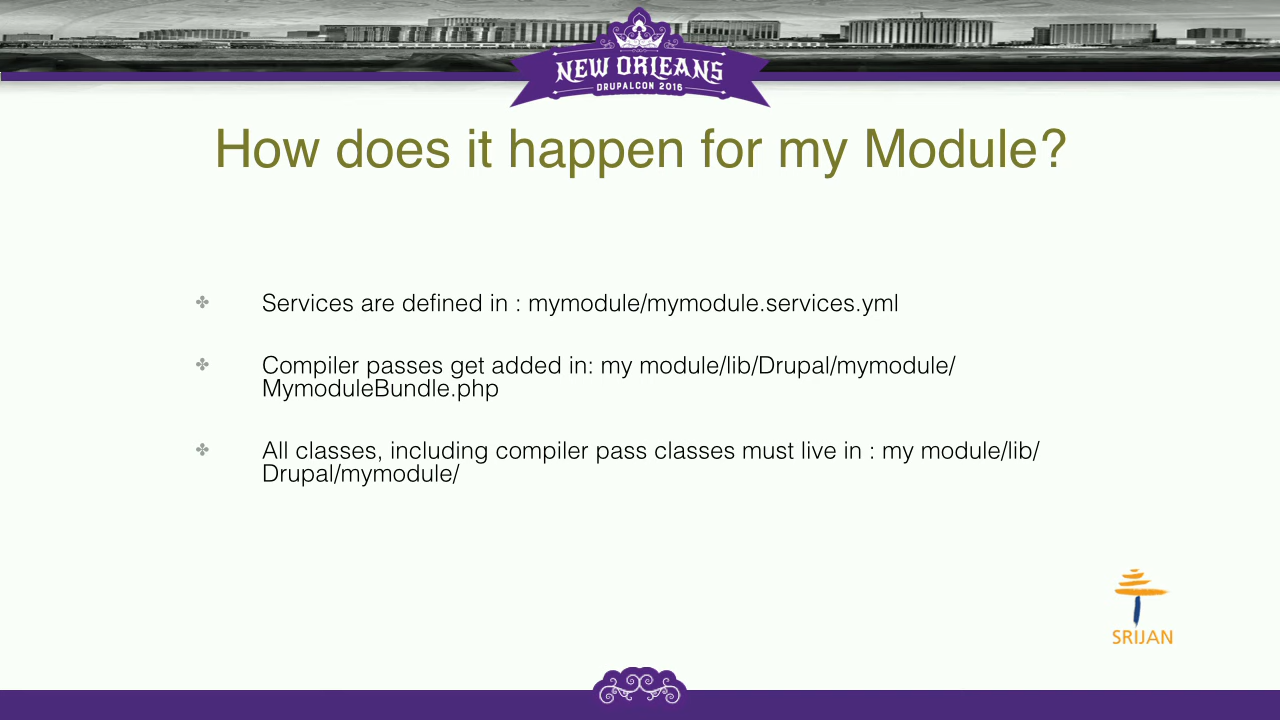 NEW ORLEANS
DRUPALCON 2016
How does it happen for my Module?
Services are defined in : mymodule/mymodule.services.yml
Compiler passes get added in: my module/lib/Drupal/mymodule/
MymoduleBundle.php
All classes, including compiler pass classes must live in : my module/lib/
Drupal/mymodule/
SRIJAN